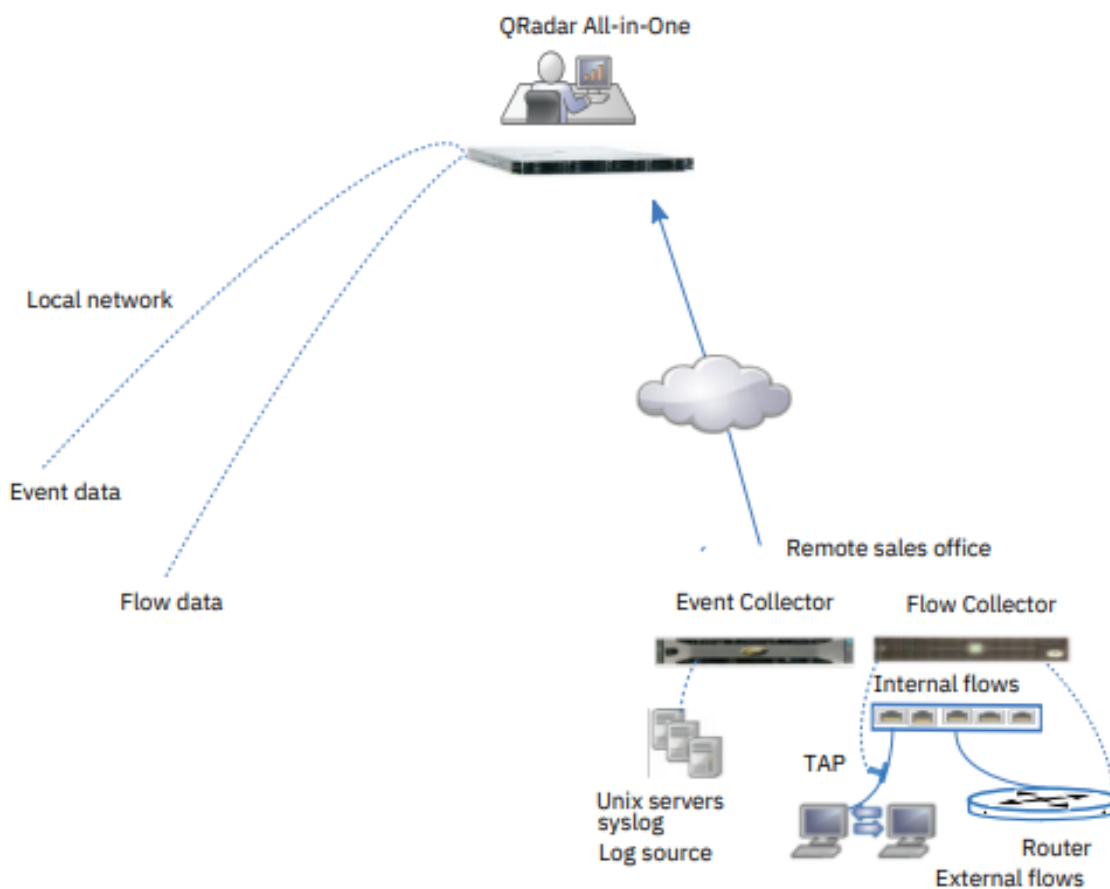 QRadar All-in-One
Local network
Event data
Flow data
Remote sales office
Event Collector
Flow Collector
Internal flows
TAP
Unix servers
syslog
Log source
Router
External flows